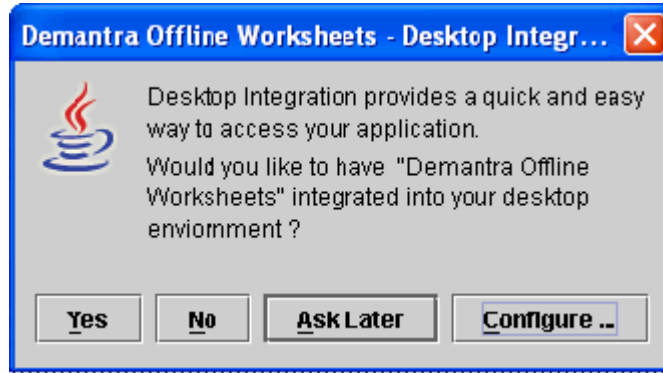 Demantra Offline Worksheets - Desktop Integr...
Desktop Integration provides a quick and easy
way to access your application.
Would you like to have "Demantra Offline
Worksheets" integrated into your desktop
enviornment ?
Yes No Ask Later Configure ...